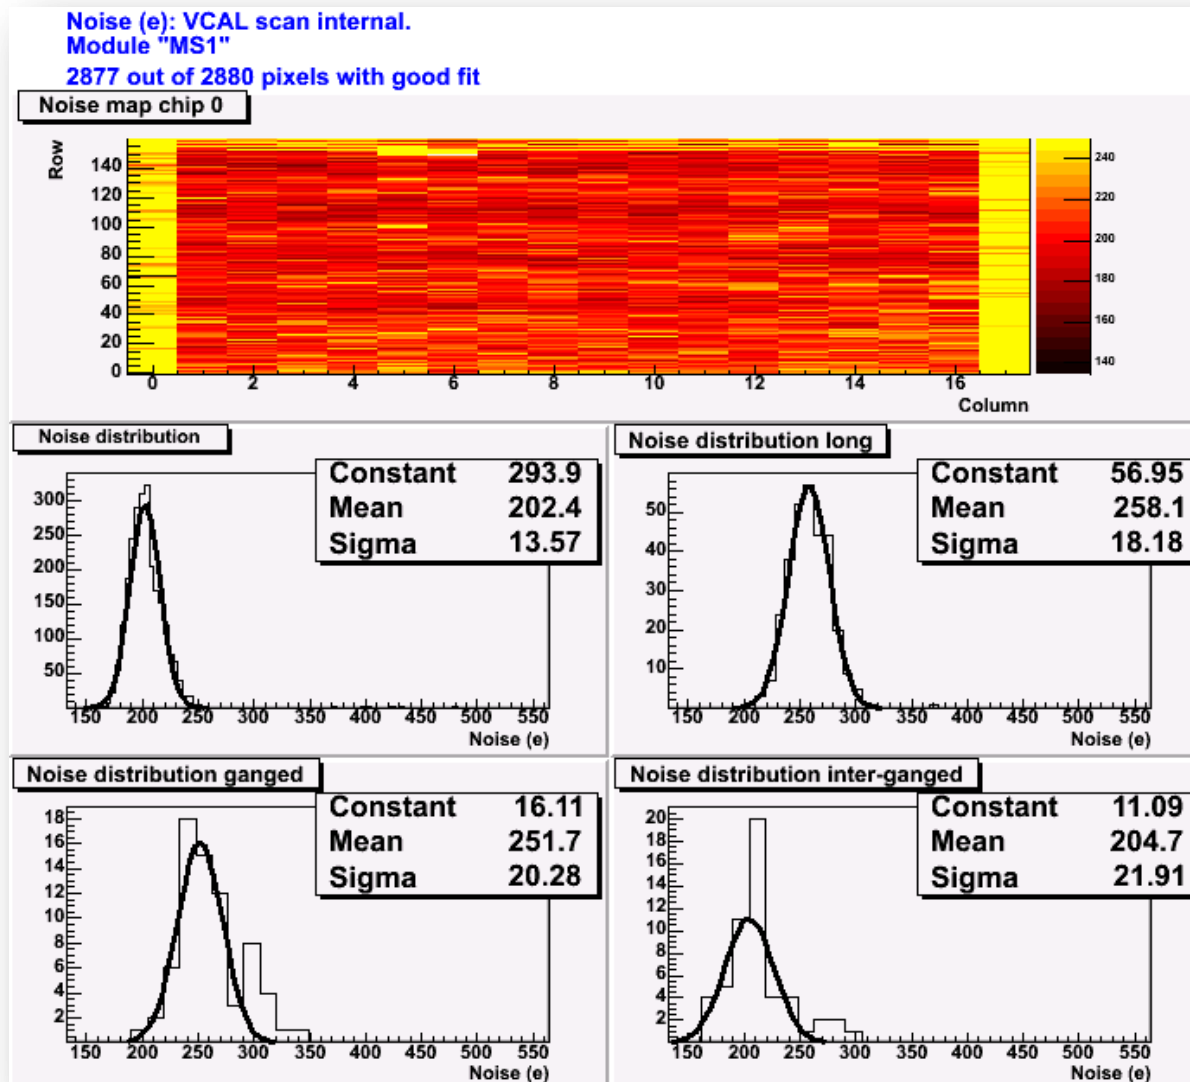 Noise (e): VCAL scan internal.
Module "MS1"
2877 out of 2880 pixels with good fit
Noise map chip 0
Row
140
120
100
80
60
40
20
0
0 2 4 6 8 10 12 14 16
Column
240
220
200
180
160
140
Noise distribution
Constant 293.9
Mean 202.4
Sigma 13.57
300
250
200
150
100
50
150 200 250 300 350 400 450 500 550
Noise (e)
Noise distribution long
Constant 56.95
Mean 258.1
Sigma 18.18
50
40
30
20
10
150 200 250 300 350 400 450 500 550
Noise (e)
Noise distribution ganged
Constant 16.11
Mean 251.7
Sigma 20.28
18
16
14
12
10
8
6
4
2
150 200 250 300 350 400 450 500 550
Noise (e)
Noise distribution inter-ganged
Constant 11.09
Mean 204.7
Sigma 21.91
20
18
16
14
12
10
8
6
4
2
150 200 250 300 350 400 450 500 550
Noise (e)